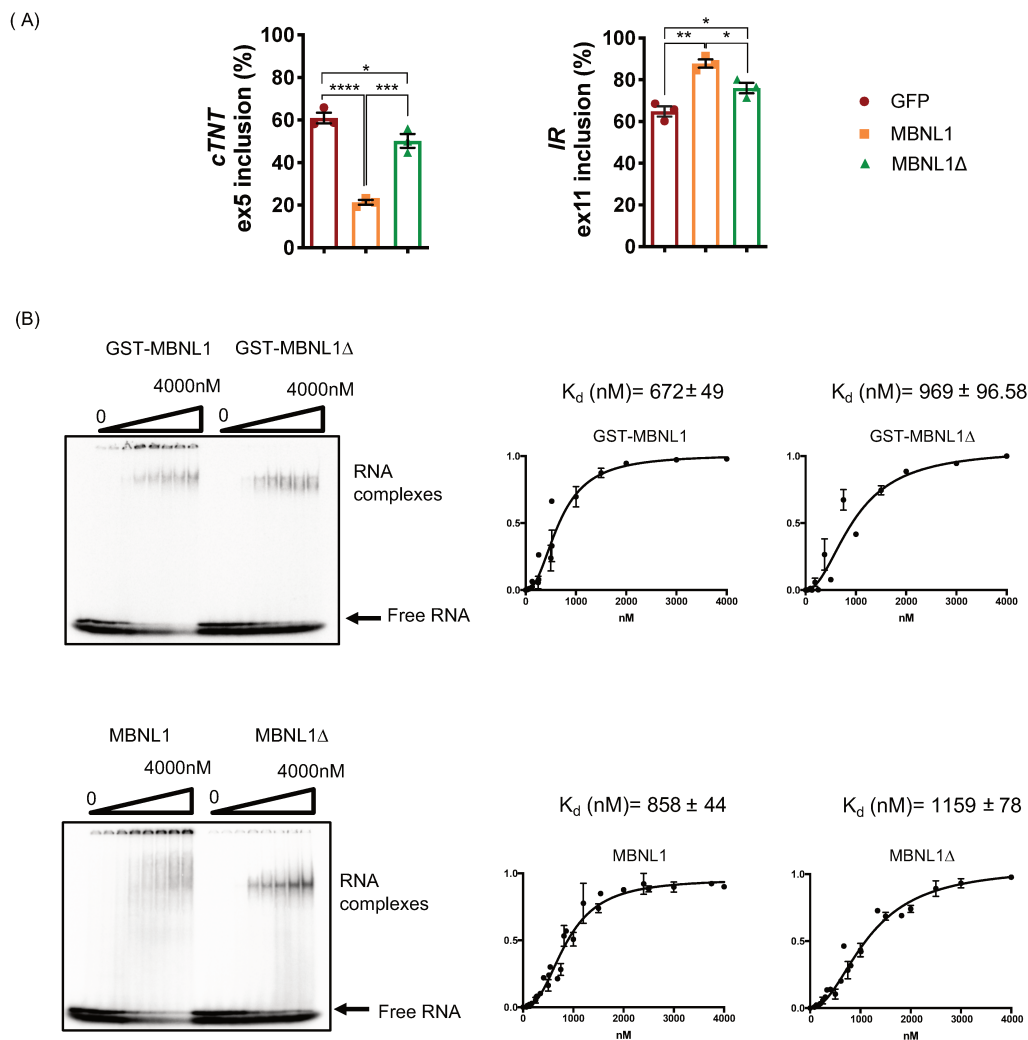 ( A)
cTNT
ex5 inclusion (%)
100
80
60
40
20
0
*
**** ***
IR
ex11 inclusion (%)
100
80
60
40
20
0
*
** *
GFP
MBNL1
MBNL1Δ
(B)
GST-MBNL1 GST-MBNL1Δ
4000nM 4000nM
0 0
RNA
complexes
Free RNA
Kd (nM)= 672± 49
GST-MBNL1
1.0
0.5
0.0
0 1000 2000 3000 4000
nM
Kd (nM)= 969 ± 96.58
GST-MBNL1Δ
1.0
0.5
0.0
0 1000 2000 3000 4000
nM
MBNL1 MBNL1Δ
4000nM 4000nM
0 0
RNA
complexes
Free RNA
Kd (nM)= 858 ± 44
MBNL1
1.0
0.5
0.0
0 1000 2000 3000 4000
nM
Kd (nM)= 1159 ± 78
MBNL1Δ
1.0
0.5
0.0
0 1000 2000 3000 4000
nM